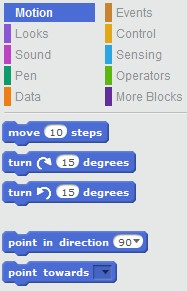 Motion Events
Looks Control
Sound Sensing
Pen Operators
Data More Blocks
move 10 steps
turn 15 degrees
turn 15 degrees
point in direction 90
point towards